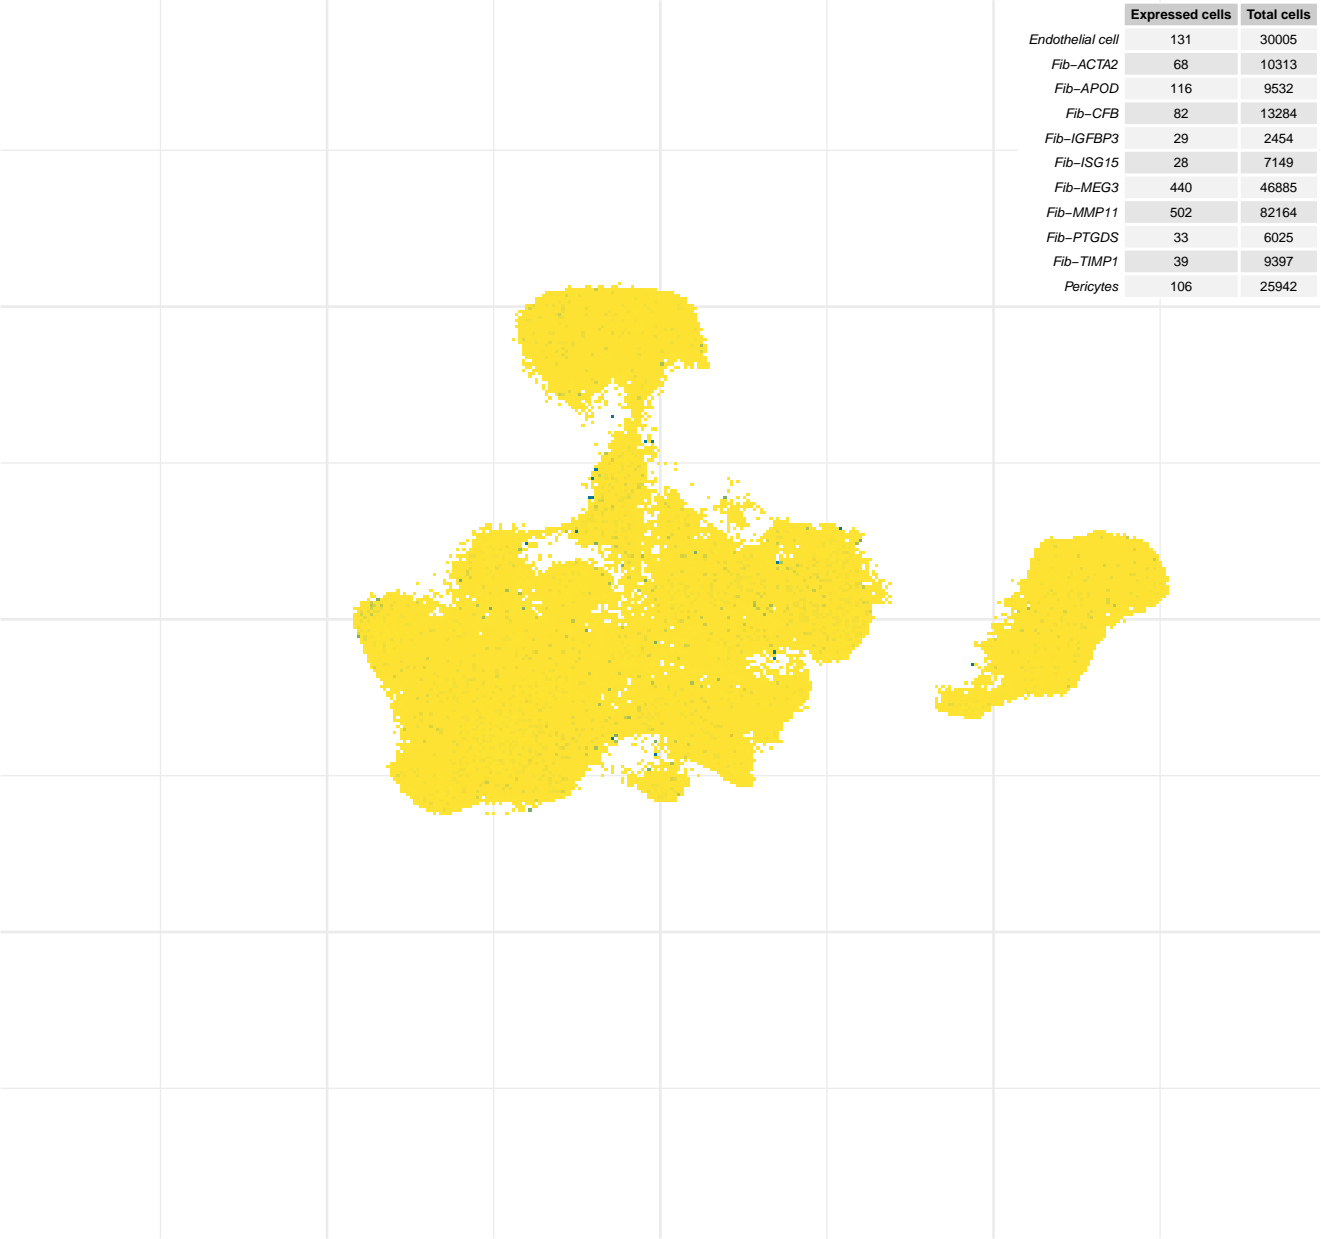 Expressed cells Total cells
Endothelial cell 131 30005
Fib−ACTA2 68 10313
Fib−APOD 116 9532
Fib−CFB 82 13284
Fib−IGFBP3 29 2454
Fib−ISG15 28 7149
Fib−MEG3 440 46885
Fib−MMP11 502 82164
Fib−PTGDS 33 6025
Fib−TIMP1 39 9397
Pericytes 106 25942